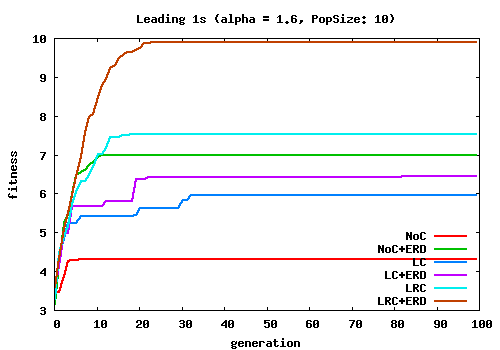 Leading 1s (alpha = 1.6, PopSize: 10)
10
9
8
7
6
5
4
3
fitness
NoC
NoC+ERD
LC
LC+ERD
LRC
LRC+ERD
0 10 20 30 40 50 60 70 80 90 100
generation